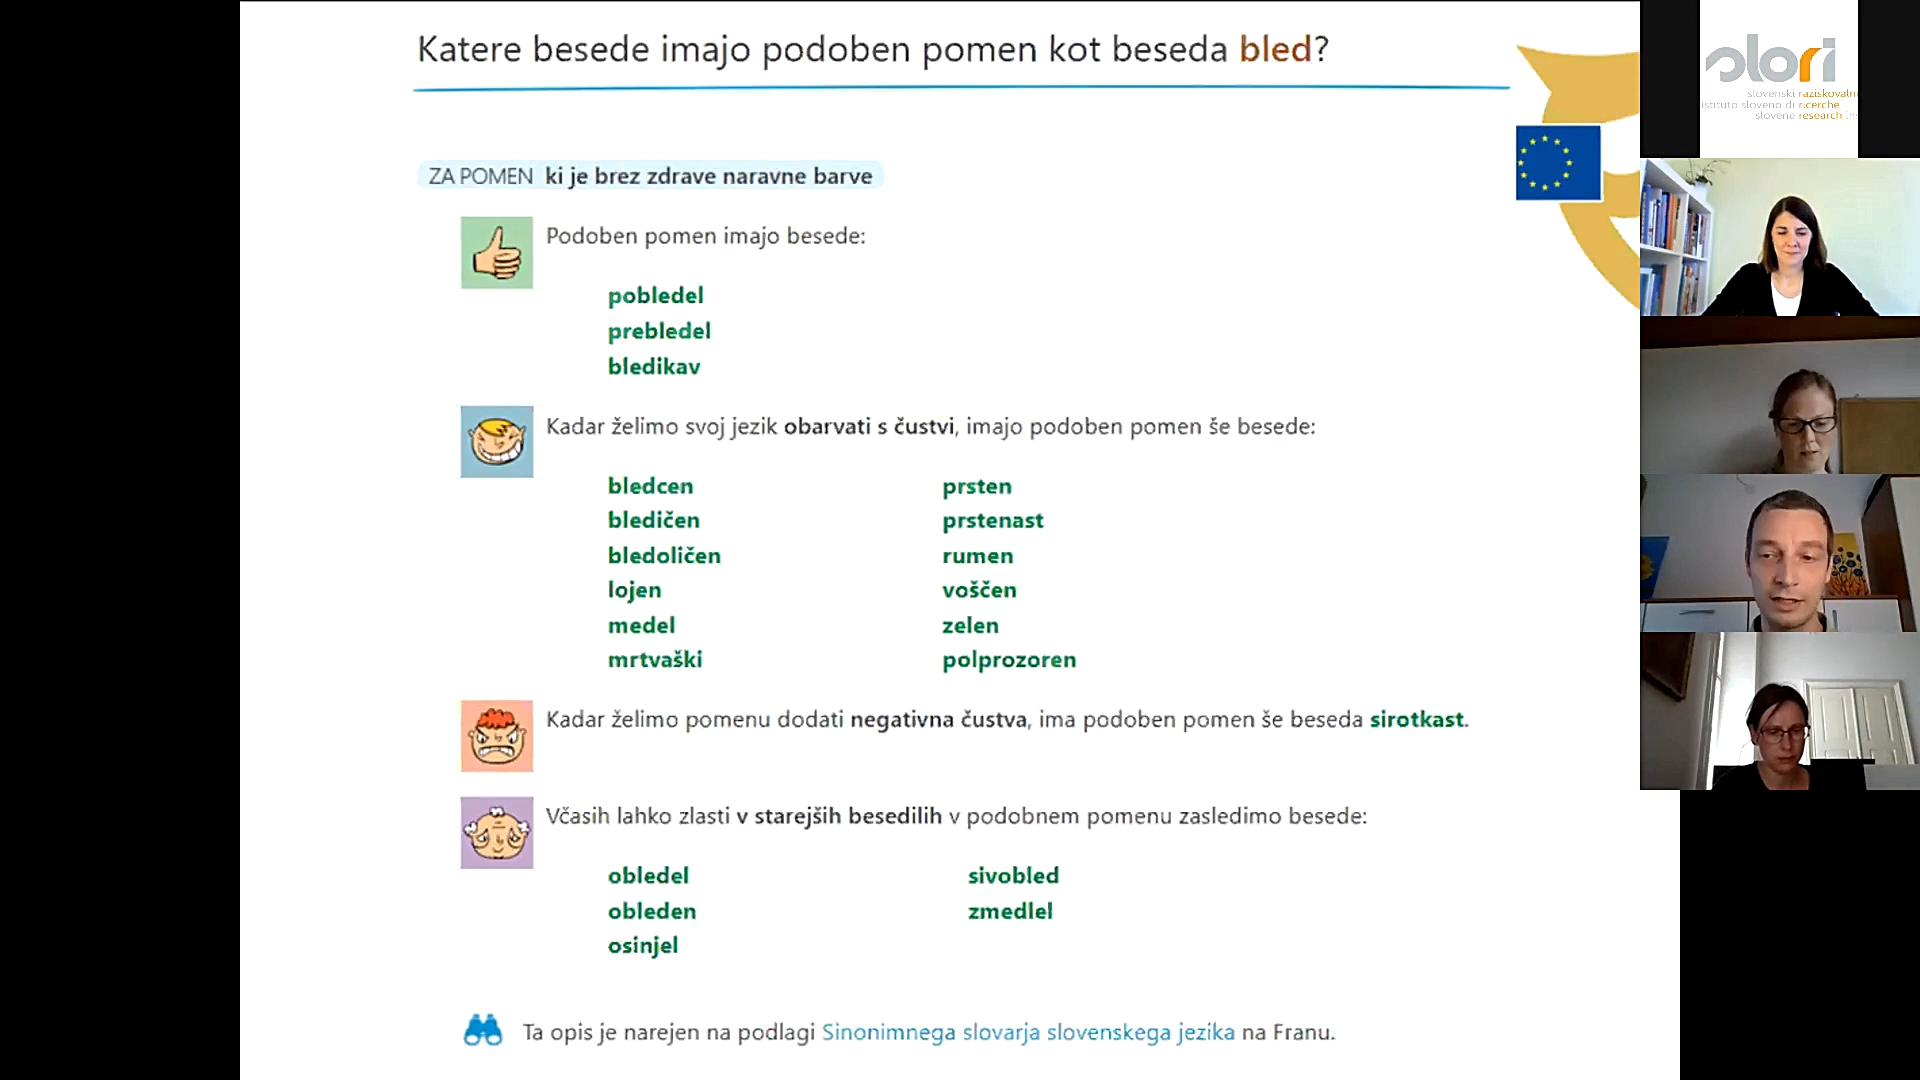 Katere besede imajo podoben pomen kot beseda bled?
ZA POMEN ki je brez zdrave naravne barve
Podoben pomen imajo besede:
pobledel
prebledel
bledikav
Kadar želimo svoj jezik obarvati s čustvi, imajo podoben pomen še besede:
bledcen
bledičen
bledoličen
lojen
medel
mrtvaški
prsten
prstenast
rumen
voščen
zelen
polprozoren
Kadar želimo pomenu dodati negativna čustva, ima podoben pomen še beseda sirotkast.
Včasih lahko zlasti v starejših besedilih v podobnem pomenu zasledimo besede:
obledel
obleden
osinjel
sivobled
zmedlel
Ta opis je narejen na podlagi Sinonimnega slovarja slovenskega jezika na Franu.
slori
slovenski raziskovaln
istituto sloveno di ricerche
slovene research in